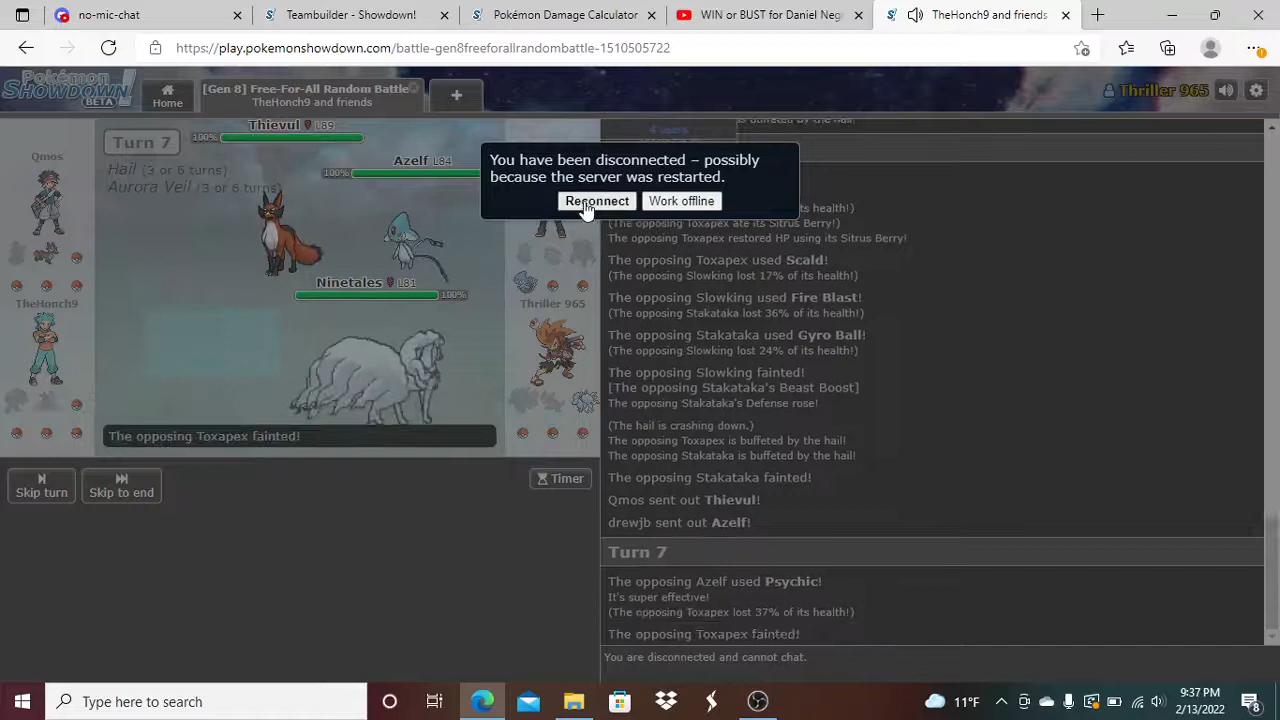 no-mic-chat
Teambuilder - Showdown!
Pokémon Damage Calculator
WIN or BUST for Daniel Neg
TheHonch9 and friends
https://play.pokemonshowdown.com/battle-gen8freeforallrandombattle-1510505722
Pokémon
SHOWDOWN!
BETA
Home
[Gen 8] Free-For-All Random Battle
TheHonch9 and friends
Thriller 965
Turn 7
Hail (3 or 6 turns)
Aurora Veil (3 or 6 turns)
Qmos
TheHonch9
Thriller 965
Thievul L89
100%
Azelf L84
100%
Ninetales L81
100%
The opposing Toxapex fainted!
Skip turn
Skip to end
Timer
You have been disconnected – possibly
because the server was restarted.
Reconnect
Work offline
4 users
s buffeted by the hail!)
s health!)
(The opposing Toxapex ate its Sitrus Berry!)
The opposing Toxapex restored HP using its Sitrus Berry!
The opposing Toxapex used Scald!
(The opposing Slowking lost 17% of its health!)
The opposing Slowking used Fire Blast!
(The opposing Stakataka lost 36% of its health!)
The opposing Stakataka used Gyro Ball!
(The opposing Slowking lost 24% of its health!)
The opposing Slowking fainted!
[The opposing Stakataka's Beast Boost]
The opposing Stakataka's Defense rose!
(The hail is crashing down.)
The opposing Toxapex is buffeted by the hail!
The opposing Stakataka is buffeted by the hail!
The opposing Stakataka fainted!
Qmos sent out Thievul!
drewjb sent out Azelf!
Turn 7
The opposing Azelf used Psychic!
It's super effective!
(The opposing Toxapex lost 37% of its health!)
The opposing Toxapex fainted!
You are disconnected and cannot chat.
Type here to search
11°F
9:37 PM
2/13/2022
8